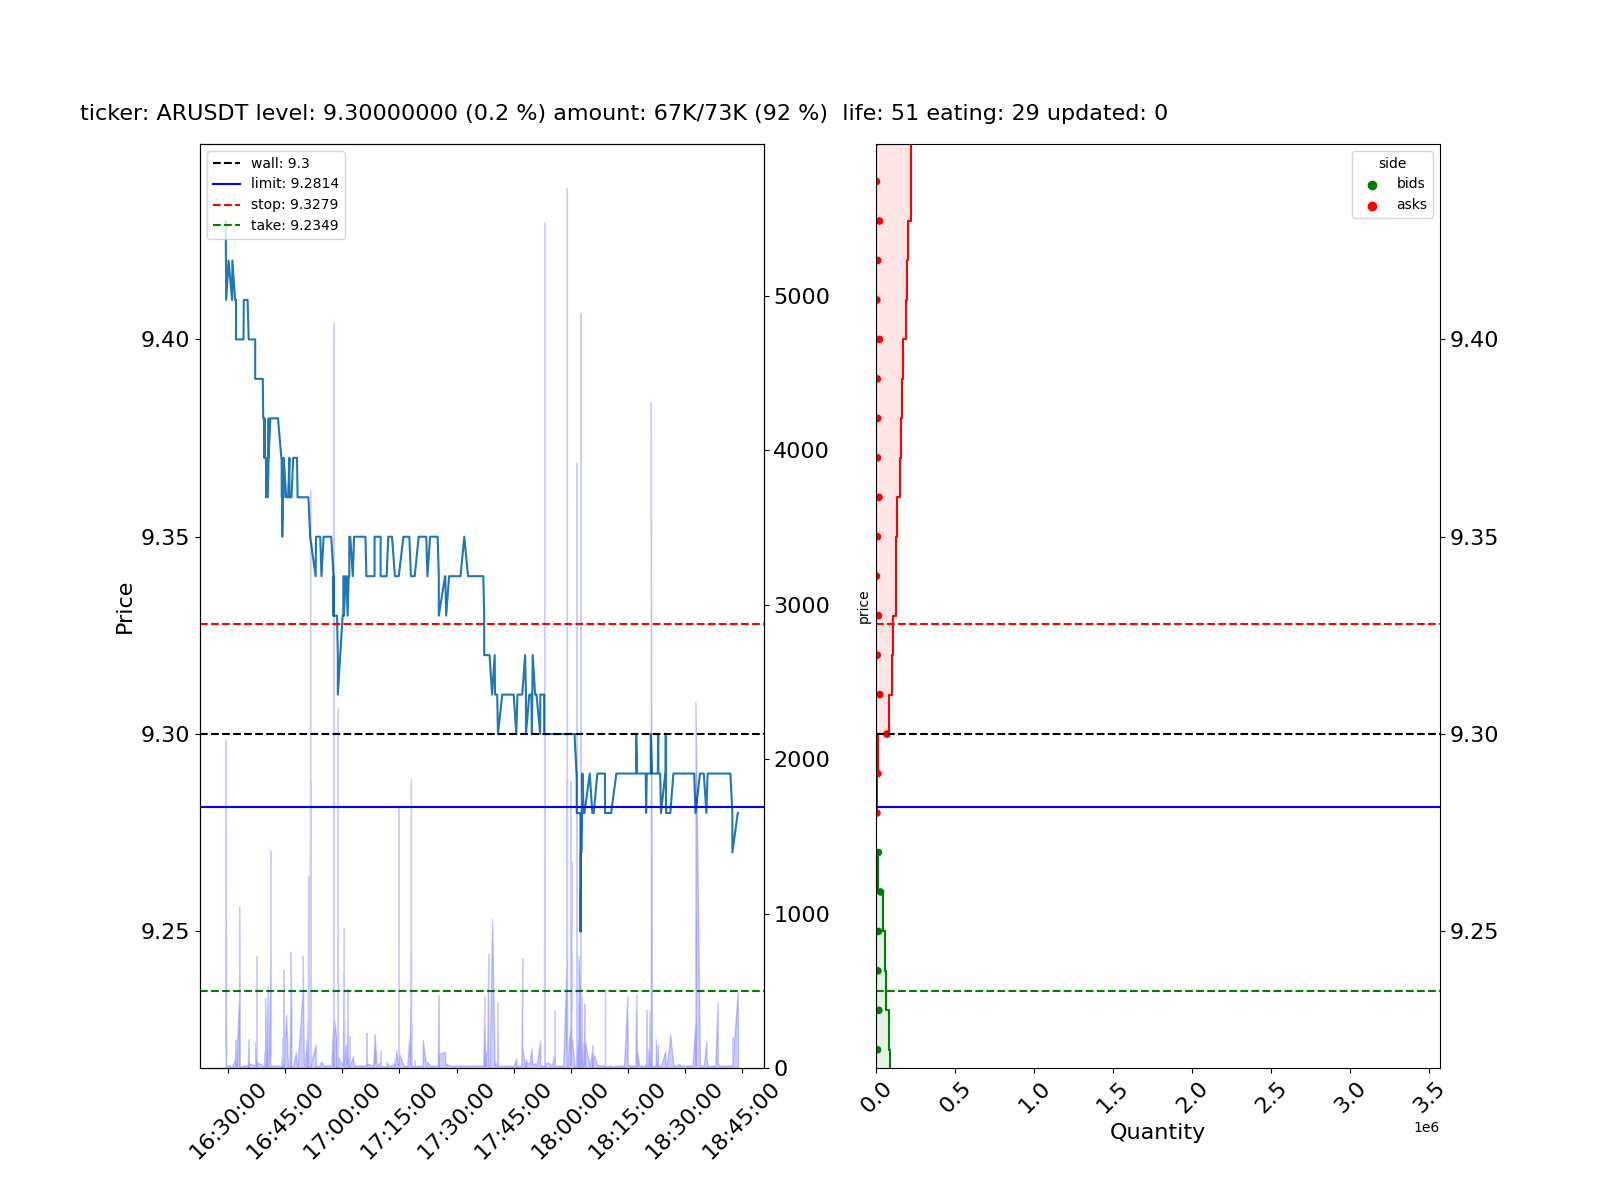 ticker: ARUSDT level: 9.30000000 (0.2 %) amount: 67K/73K (92 %)  life: 51 eating: 29 updated: 0
wall: 9.3
limit: 9.2814
stop: 9.3279
take: 9.2349
Price
9.40
9.35
9.30
9.25
5000
4000
3000
2000
1000
0
16:30:00
16:45:00
17:00:00
17:15:00
17:30:00
17:45:00
18:00:00
18:15:00
18:30:00
18:45:00
side
bids
asks
price
9.40
9.35
9.30
9.25
0.0
0.5
1.0
1.5
2.0
2.5
3.0
3.5
1e6
Quantity